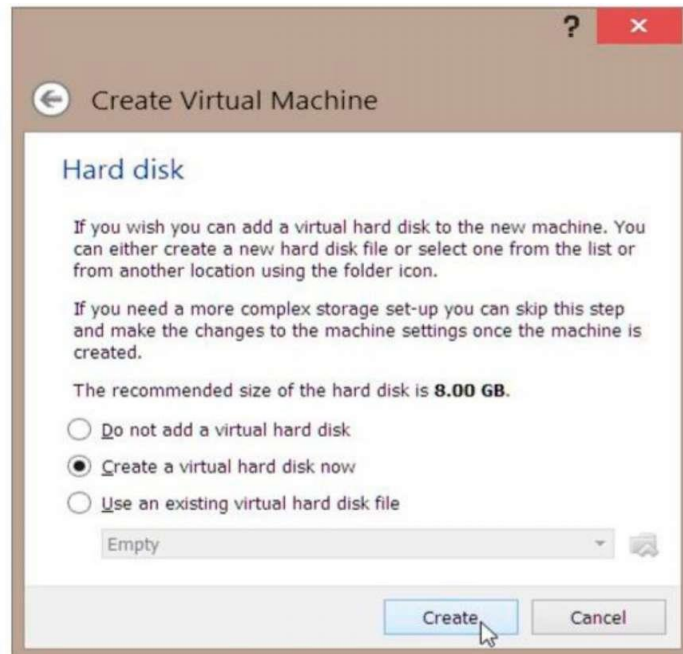 ?
Create Virtual Machine
Hard disk
If you wish you can add a virtual hard disk to the new machine. You
can either create a new hard disk file or select one from the list or
from another location using the folder icon.
If you need a more complex storage set-up you can skip this step
and make the changes to the machine settings once the machine is
created.
The recommended size of the hard disk is 8.00 GB.
Do not add a virtual hard disk
Create a virtual hard disk now
Use an existing virtual hard disk file
Empty
Create Cancel